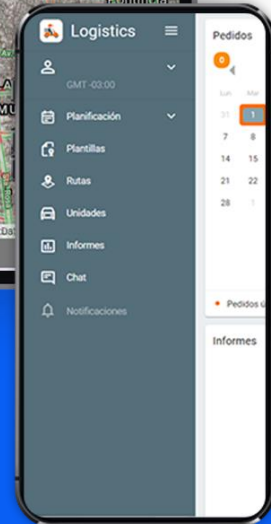 Logistics
GMT -03:00
Planificación
Plantillas
Rutas
Unidades
Informes
Chat
Notificaciones
Pedidos
0
Lun Mar
31 1
7 8
14 15
21 22
28 1
Pedidos ú
Informes